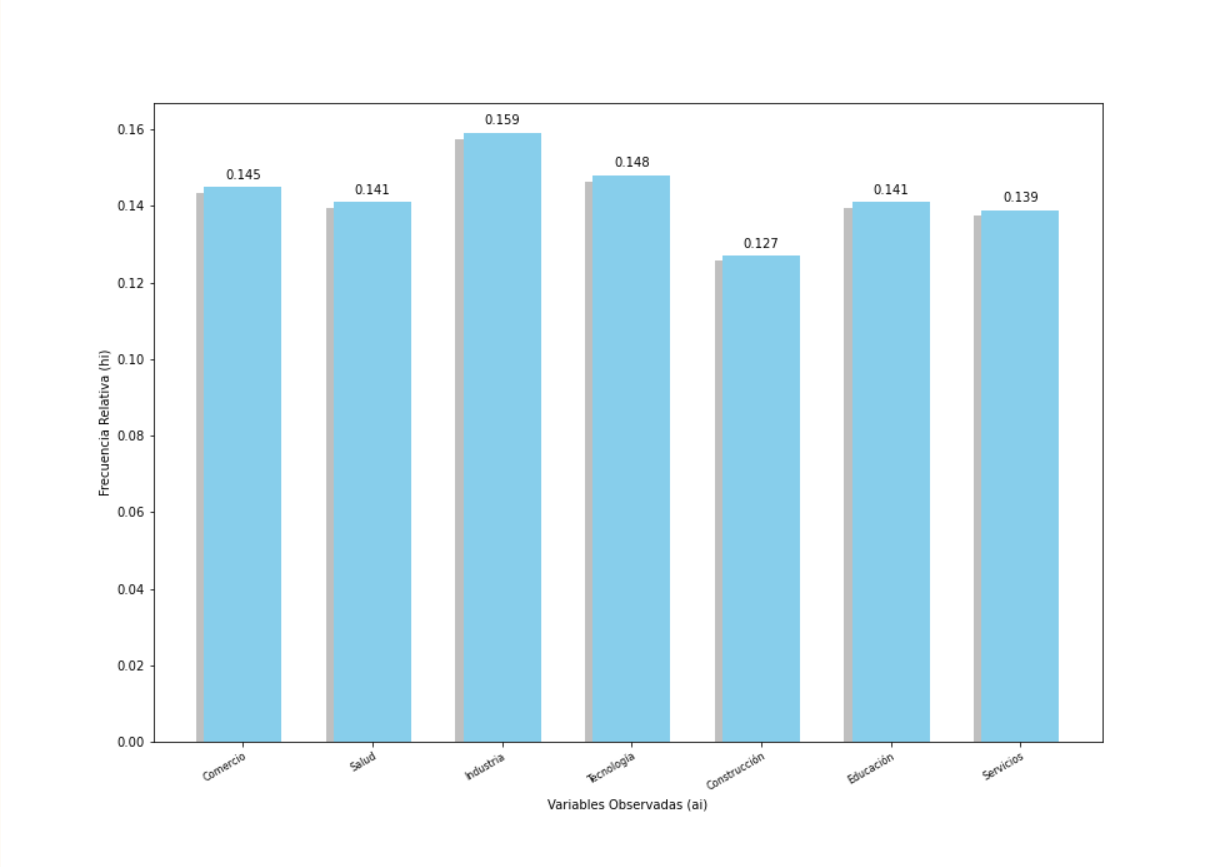 0.16
0.14
0.12
0.10
0.08
0.06
0.04
0.02
0.00
Frecuencia Relativa (hi)
0.145
0.141
0.159
0.148
0.127
0.141
0.139
Comercio
Salud
Industria
Tecnología
Construcción
Educación
Servicios
Variables Observadas (ai)